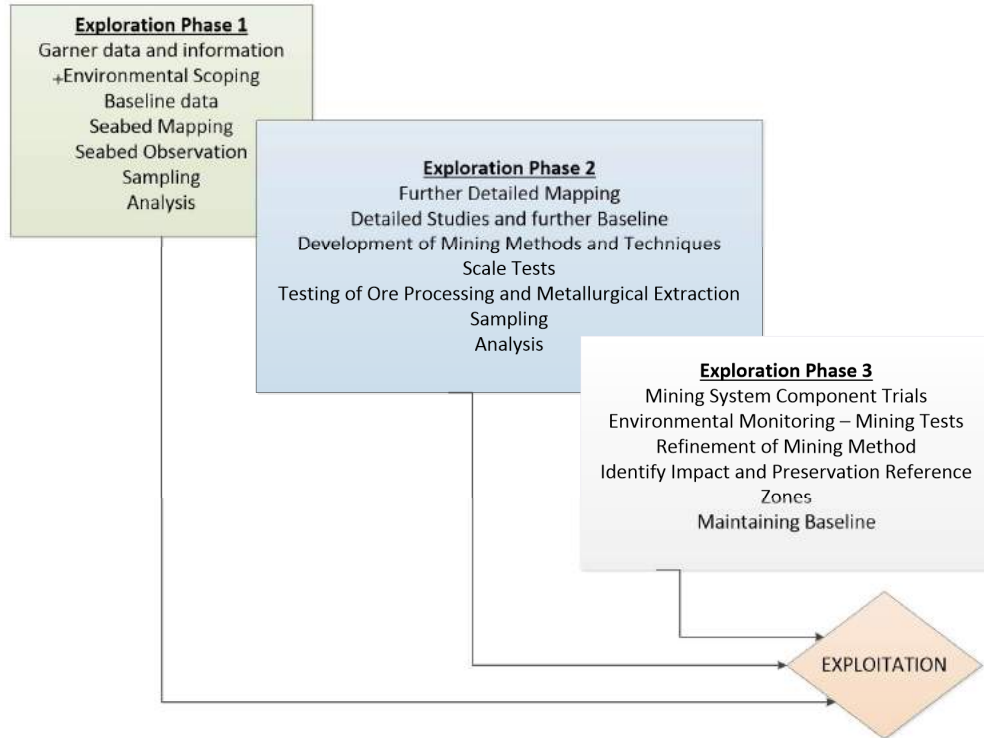 Exploration Phase 1
Garner data and information
+Environmental Scoping
Baseline data
Seabed Mapping
Seabed Observation
Sampling
Analysis
Exploration Phase 2
Further Detailed Mapping
Detailed Studies and further Baseline
Development of Mining Methods and Techniques
Scale Tests
Testing of Ore Processing and Metallurgical Extraction
Sampling
Analysis
Exploration Phase 3
Mining System Component Trials
Environmental Monitoring – Mining Tests
Refinement of Mining Method
Identify Impact and Preservation Reference
Zones
Maintaining Baseline
EXPLOITATION